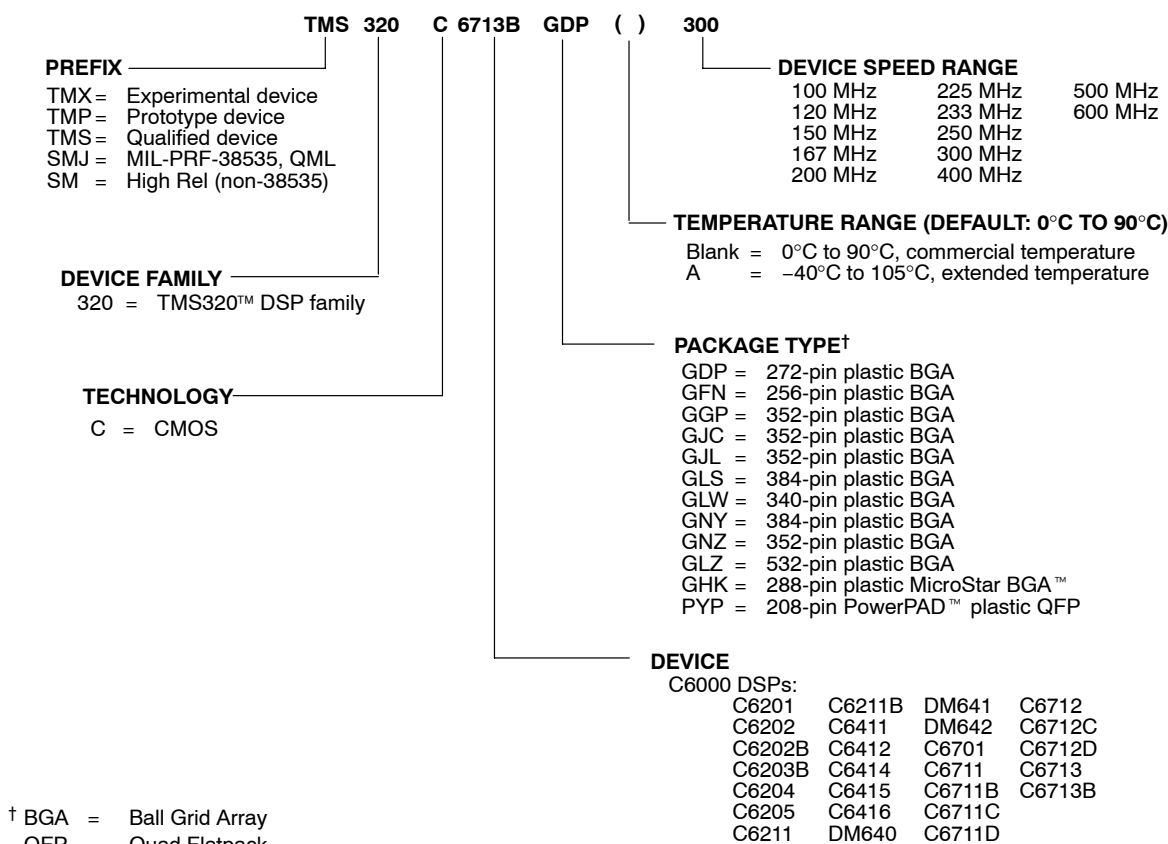 TMS 320 C 6713B GDP ( ) 300
PREFIX
TMX = Experimental device
TMP = Prototype device
TMS = Qualified device
SMJ = MIL-PRF-38535, QML
SM = High Rel (non-38535)
DEVICE SPEED RANGE
100 MHz 225 MHz 500 MHz
120 MHz 233 MHz 600 MHz
150 MHz 250 MHz
167 MHz 300 MHz
200 MHz 400 MHz
TEMPERATURE RANGE (DEFAULT: 0°C TO 90°C)
Blank = 0°C to 90°C, commercial temperature
A = −40°C to 105°C, extended temperature
DEVICE FAMILY
320 = TMS320™ DSP family
PACKAGE TYPE†
GDP = 272-pin plastic BGA
GFN = 256-pin plastic BGA
GGP = 352-pin plastic BGA
GJC = 352-pin plastic BGA
GJL = 352-pin plastic BGA
GLS = 384-pin plastic BGA
GLW = 340-pin plastic BGA
GNY = 384-pin plastic BGA
GNZ = 352-pin plastic BGA
GLZ = 532-pin plastic BGA
GHK = 288-pin plastic MicroStar BGA™
PYP = 208-pin PowerPAD™ plastic QFP
TECHNOLOGY
C = CMOS
DEVICE
C6000 DSPs:
C6201 C6211B DM641 C6712
C6202 C6411 DM642 C6712C
C6202B C6412 C6701 C6712D
C6203B C6414 C6711 C6713
C6204 C6415 C6711B C6713B
C6205 C6416 C6711C
C6211 DM640 C6711D
† BGA = Ball Grid Array
QFP = Quad Flatpack